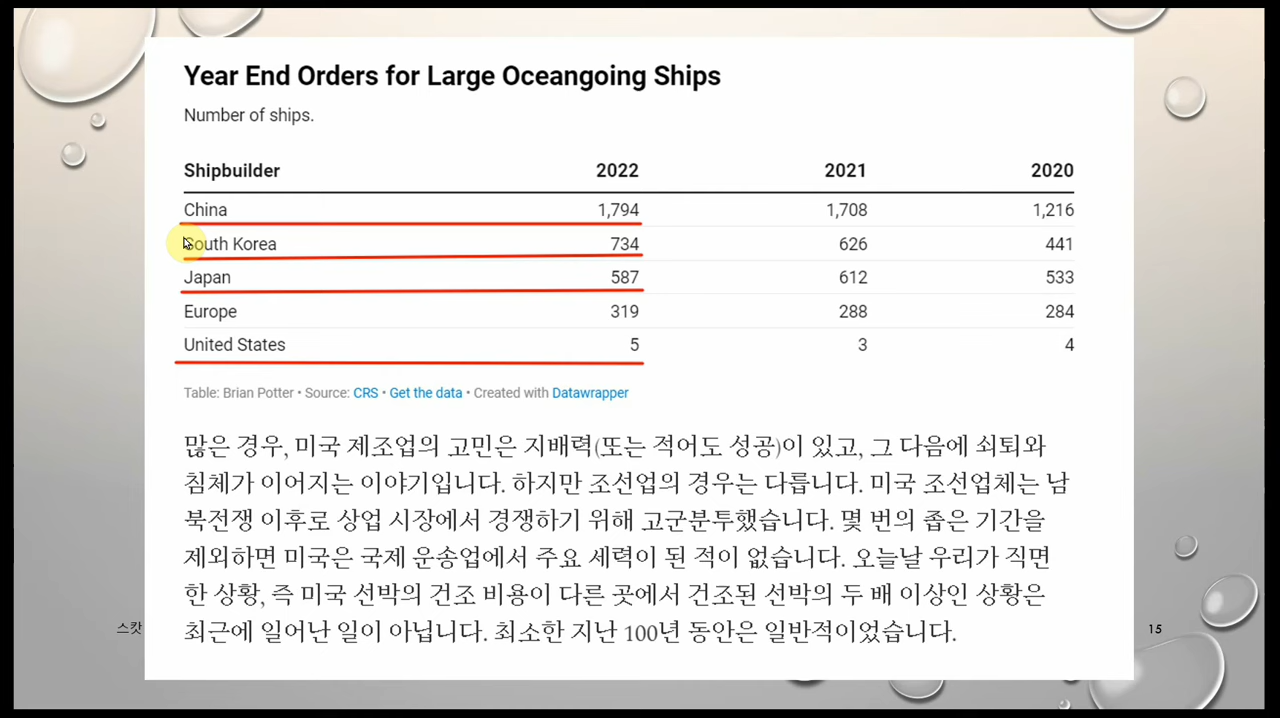 Year End Orders for Large Oceangoing Ships
Number of ships.
Shipbuilder 2022 2021 2020
China 1,794 1,708 1,216
South Korea 734 626 441
Japan 587 612 533
Europe 319 288 284
United States 5 3 4
Table: Brian Potter • Source: CRS • Get the data • Created with Datawrapper
많은 경우, 미국 제조업의 고민은 지배력(또는 적어도 성공)이 있고, 그 다음에 쇠퇴와
침체가 이어지는 이야기입니다. 하지만 조선업의 경우는 다릅니다. 미국 조선업체는 남
북전쟁 이후로 상업 시장에서 경쟁하기 위해 고군분투했습니다. 몇 번의 좁은 기간을
제외하면 미국은 국제 운송업에서 주요 세력이 된 적이 없습니다. 오늘날 우리가 직면
한 상황, 즉 미국 선박의 건조 비용이 다른 곳에서 건조된 선박의 두 배 이상인 상황은
최근에 일어난 일이 아닙니다. 최소한 지난 100년 동안은 일반적이었습니다.
스캇
15